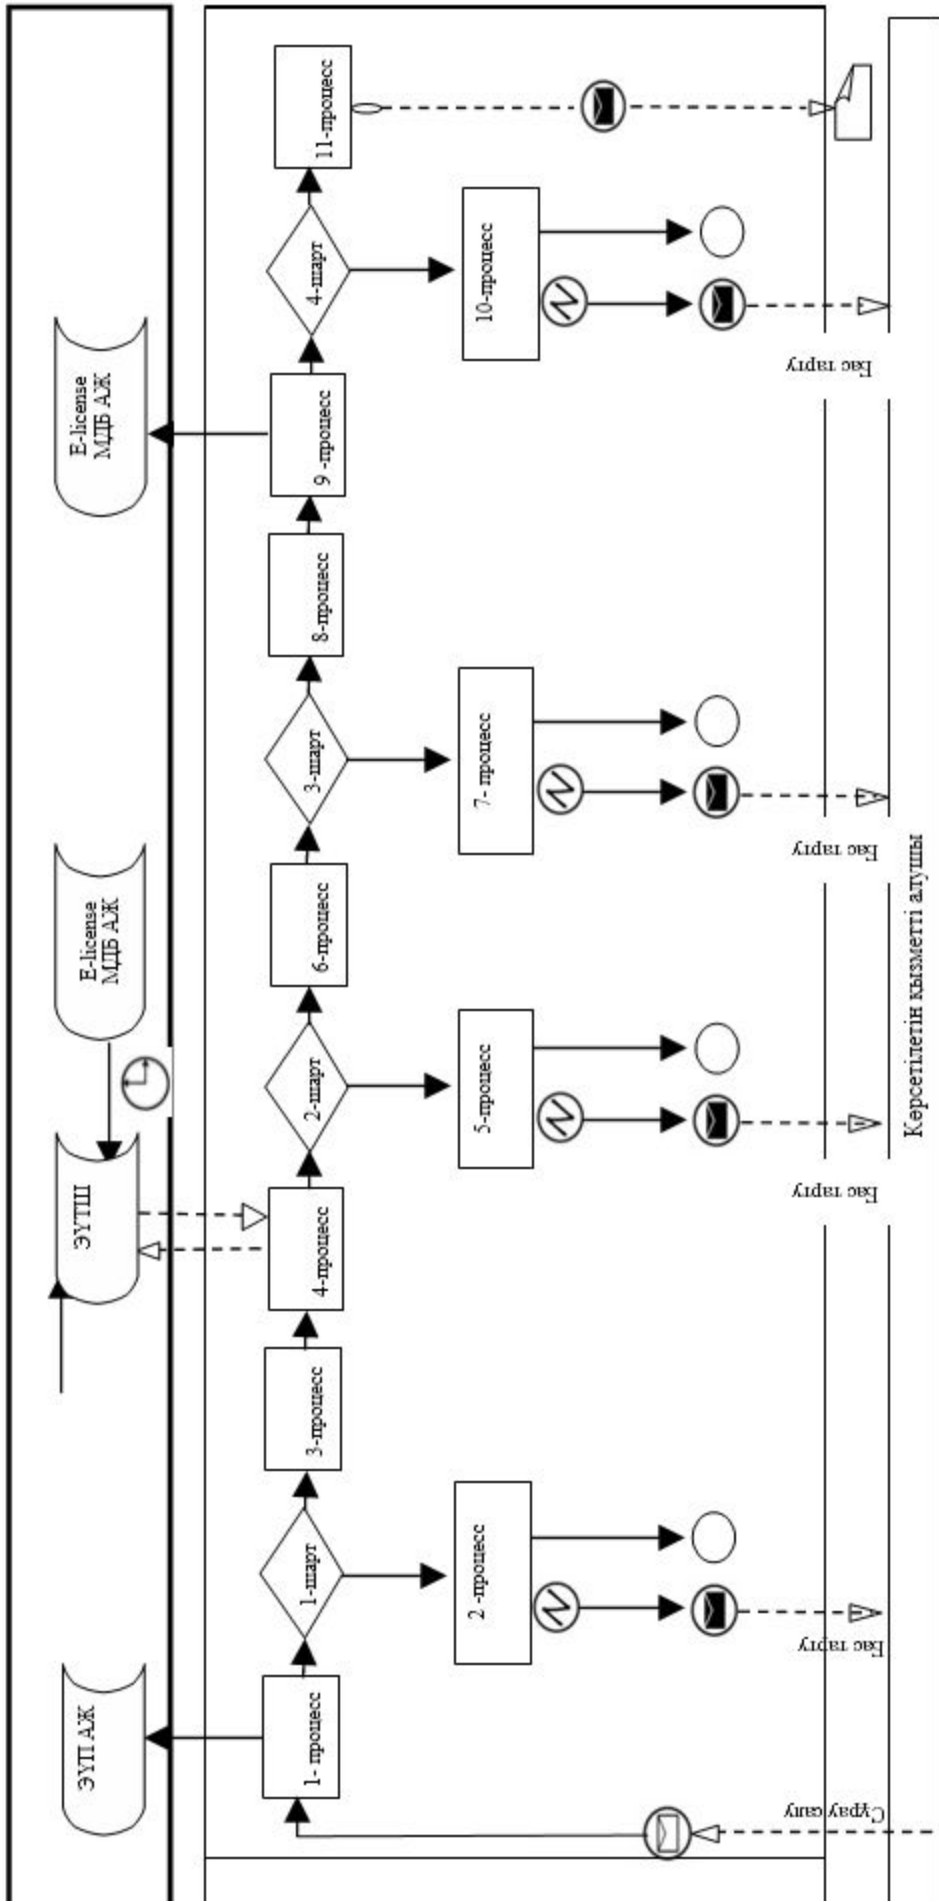 ЭҮП АЖ
ЭҮТШ
E-license
МДБ АЖ
E-license
МДБ АЖ
1- процесс
1-шарт
3-процесс
4-процесс
2-шарт
6-процесс
3-шарт
8-процесс
9 -процесс
4-шарт
11-процесс
2 -процесс
5-процесс
7- процесс
10-процесс
Сұрау салу
Бас тарту
Бас тарту
Бас тарту
Бас тарту
Көрсетілетін қызметті алушы